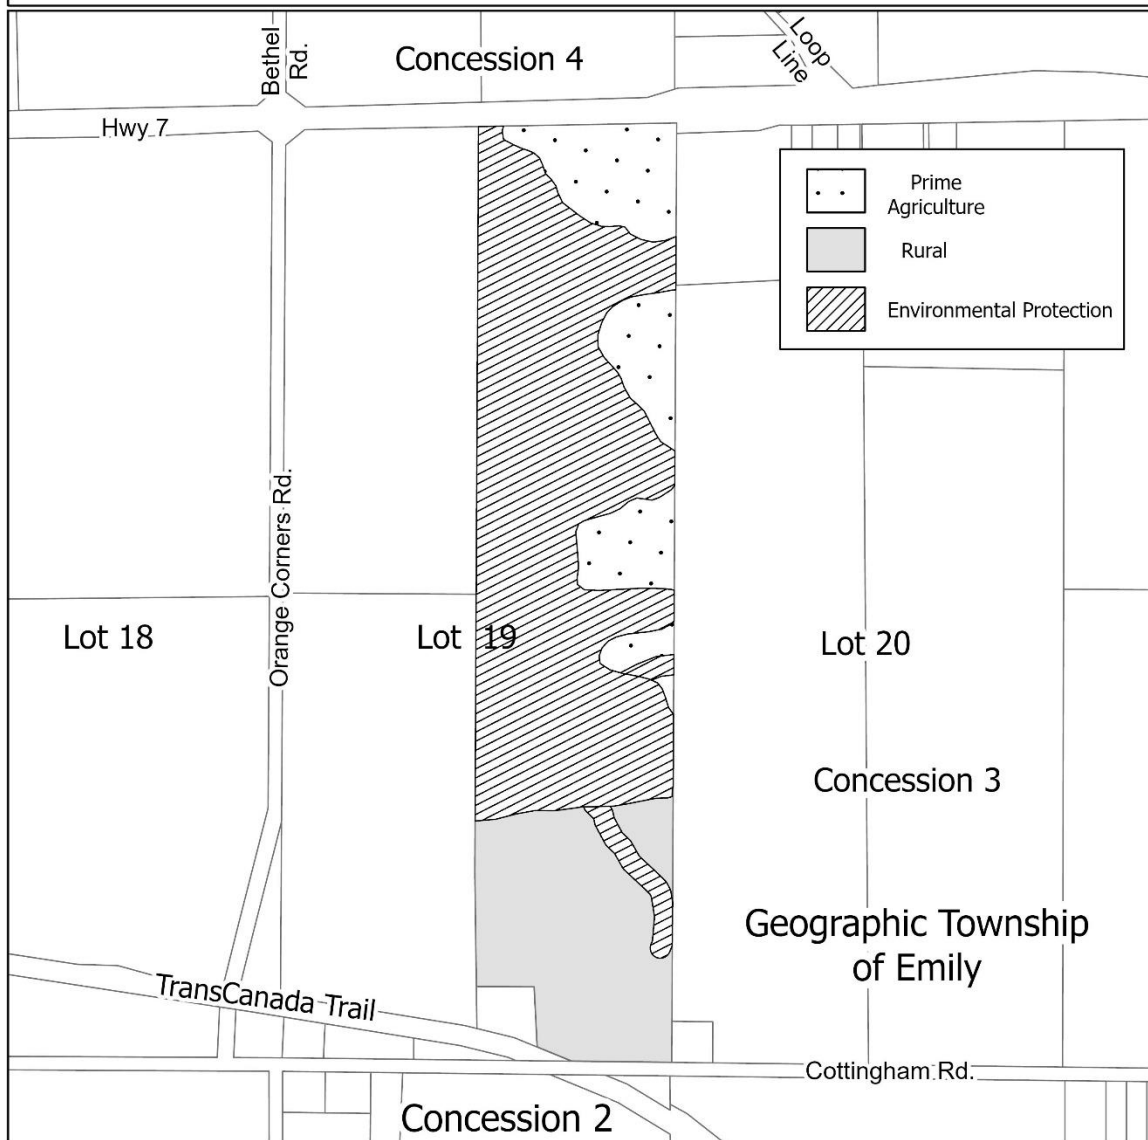 Concession 4
Bethel
Rd.
Loop
Line
Hwy 7
Prime
Agriculture
Rural
Environmental Protection
Orange Corners Rd.
Lot 18
Lot 19
Lot 20
Concession 3
Geographic Township
of Emily
TransCanada Trail
Cottingham Rd.
Concession 2